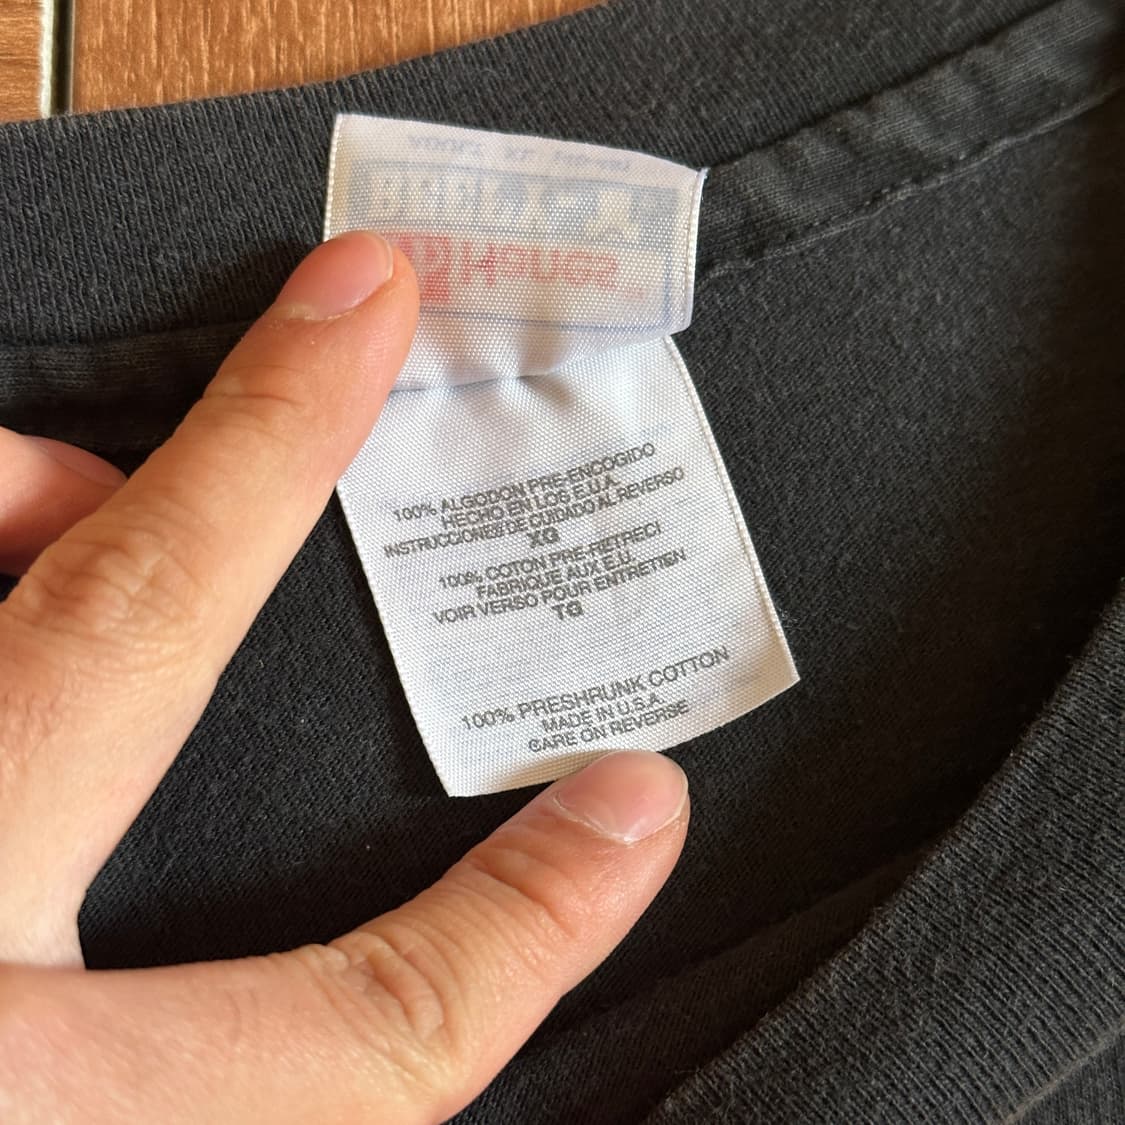 100% ALGODON PRE-ENCOGIDO
HECHO EN LOS E.U.A.
INSTRUCCIONES DE CUIDADO AL REVERSO
XG
100% COTON PRE-RETRECI
FABRIQUE AUX E.U.
VOIR VERSO POUR ENTRETIEN
TG
100% PRESHRUNK COTTON
MADE IN U.S.A.
CARE ON REVERSE